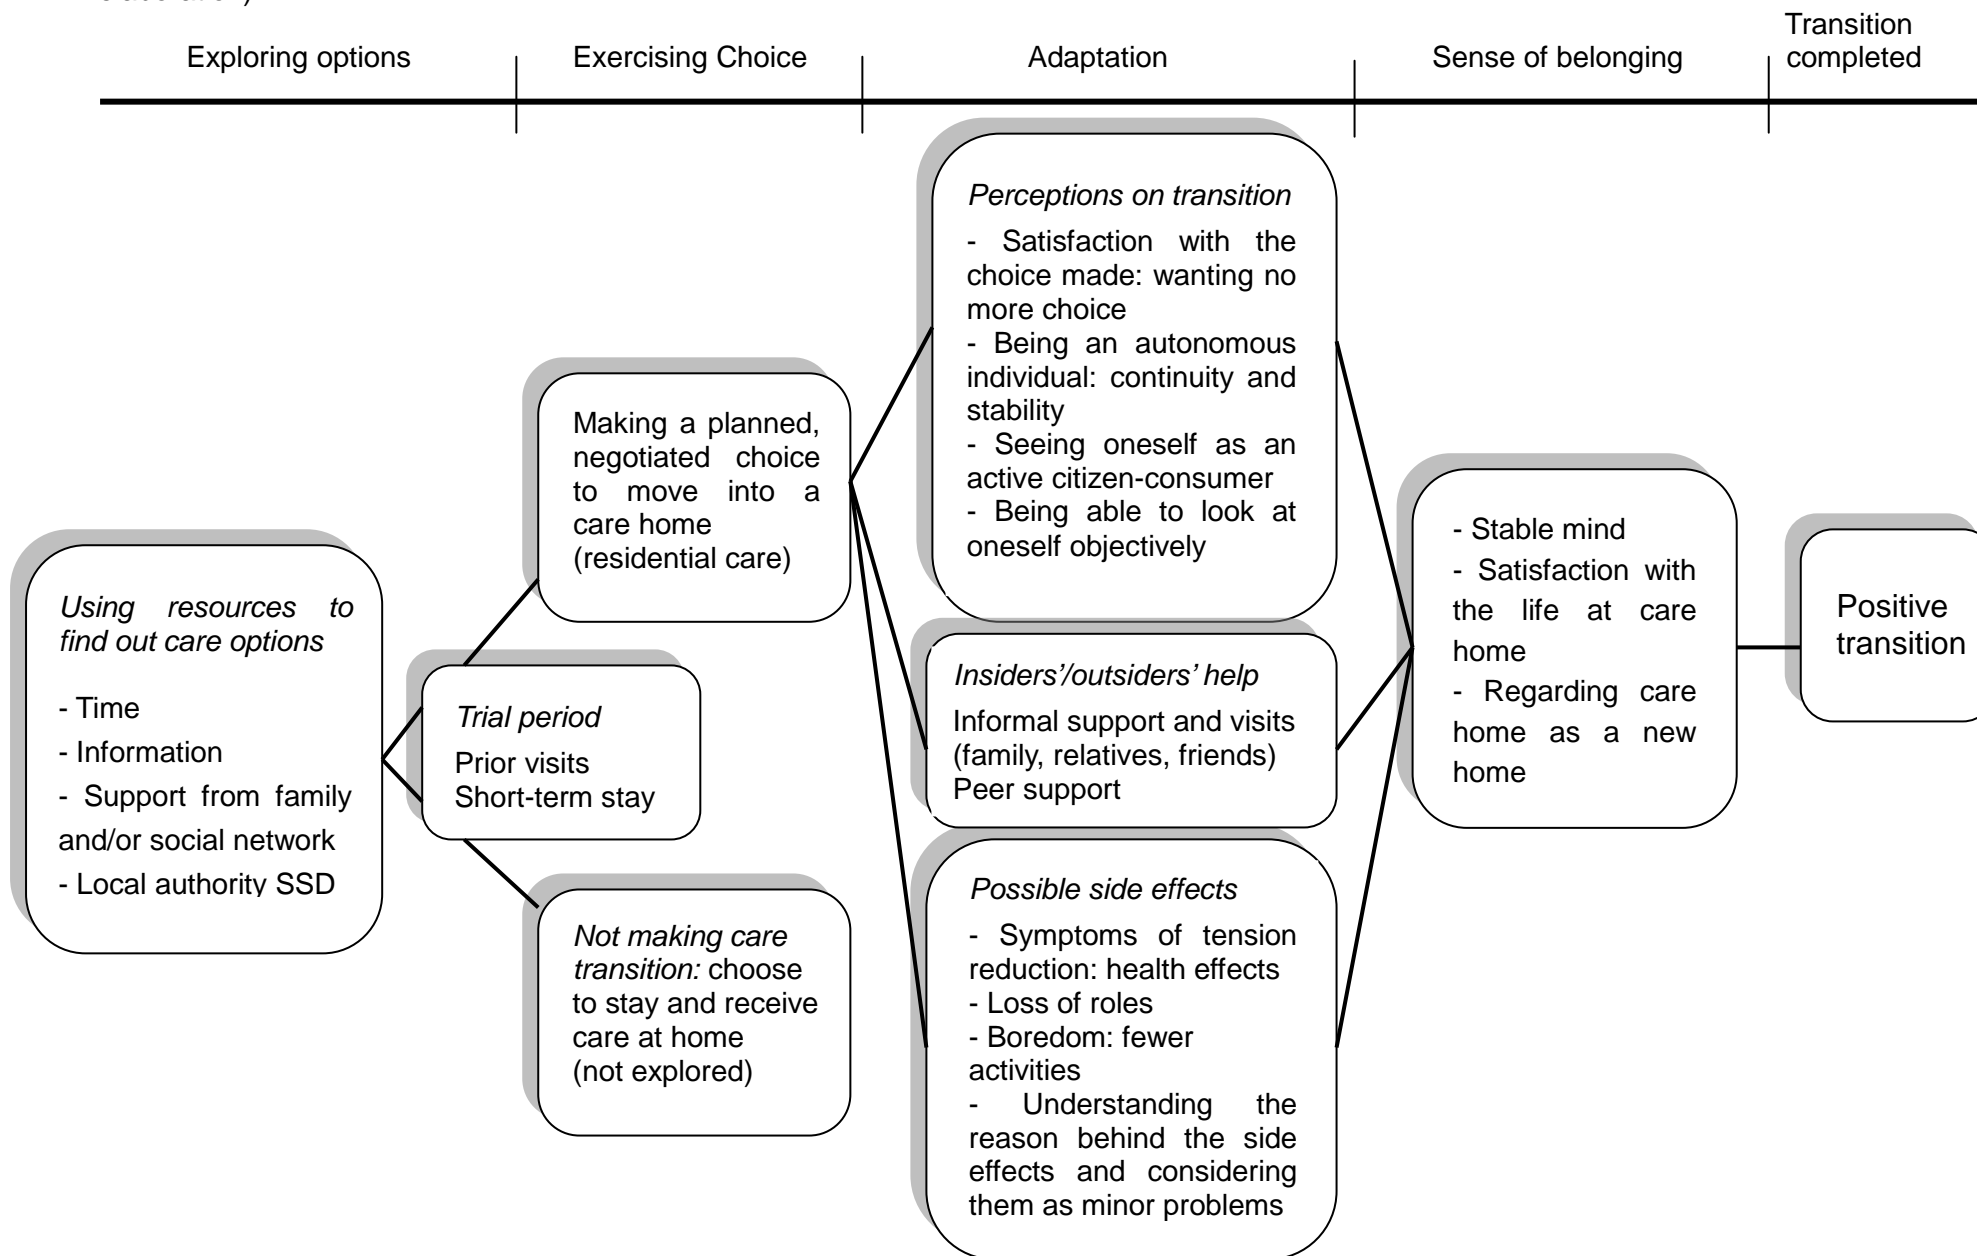 Exploring options
Exercising Choice
Adaptation
Sense of belonging
Transition
completed
Using resources to
find out care options
- Time
- Information
- Support from family
and/or social network
- Local authority SSD
Trial period
Prior visits
Short-term stay
Making a planned,
negotiated choice
to move into a
care home
(residential care)
Not making care
transition: choose
to stay and receive
care at home
(not explored)
Perceptions on transition
- Satisfaction with the
choice made: wanting no
more choice
- Being an autonomous
individual: continuity and
stability
- Seeing oneself as an
active citizen-consumer
- Being able to look at
oneself objectively
Insiders’/outsiders’ help
Informal support and visits
(family, relatives, friends)
Peer support
Possible side effects
- Symptoms of tension
reduction: health effects
- Loss of roles
- Boredom: fewer
activities
- Understanding the
reason behind the side
effects and considering
them as minor problems
- Stable mind
- Satisfaction with
the life at care
home
- Regarding care
home as a new
home
Positive
transition